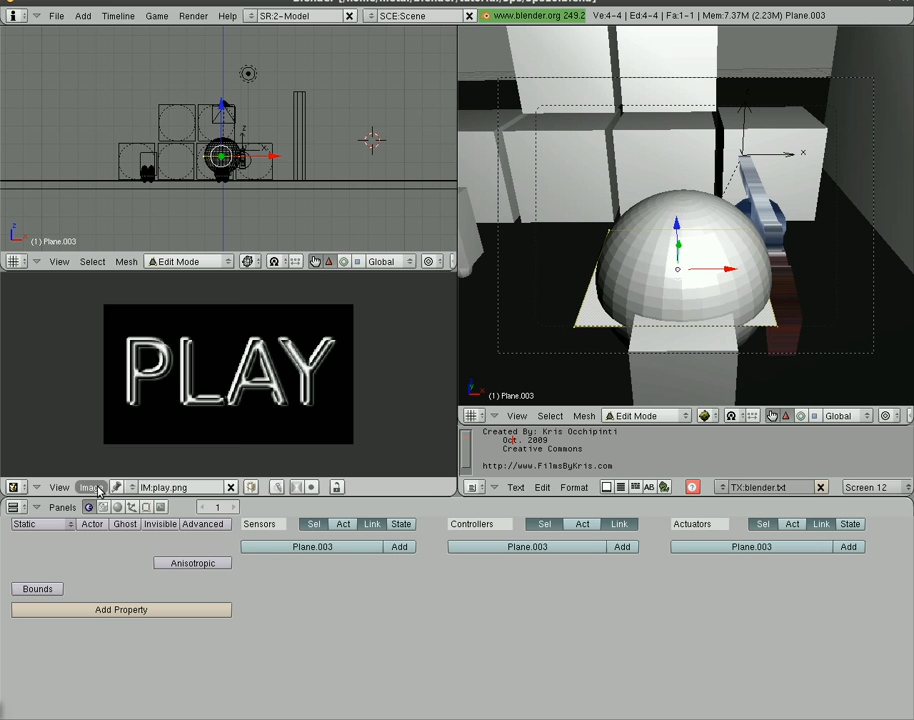 File Add Timeline Game Render Help SR:2-Model SCE:Scene www.blender.org 249.2 Ve:4-4 | Ed:4-4 | Fa:1-1 | Mem:7.37M (2.23M) Plane.003
x
z
x
(1) Plane.003
View Select Mesh Edit Mode Global
PLAY
(1) Plane.003
View Select Mesh Edit Mode Global
Created By: Kris Occhipinti
Oct. 2009
Creative Commons
http://www.FilmsByKris.com
View Image IM:play.png
Text Edit Format TX:blender.txt Screen 12
Panels 1
Static Actor Ghost Invisible Advanced Sensors Sel Act Link State Controllers Sel Act Link Actuators Sel Act Link State
Plane.003 Add Plane.003 Add Plane.003 Add
Anisotropic
Bounds
Add Property